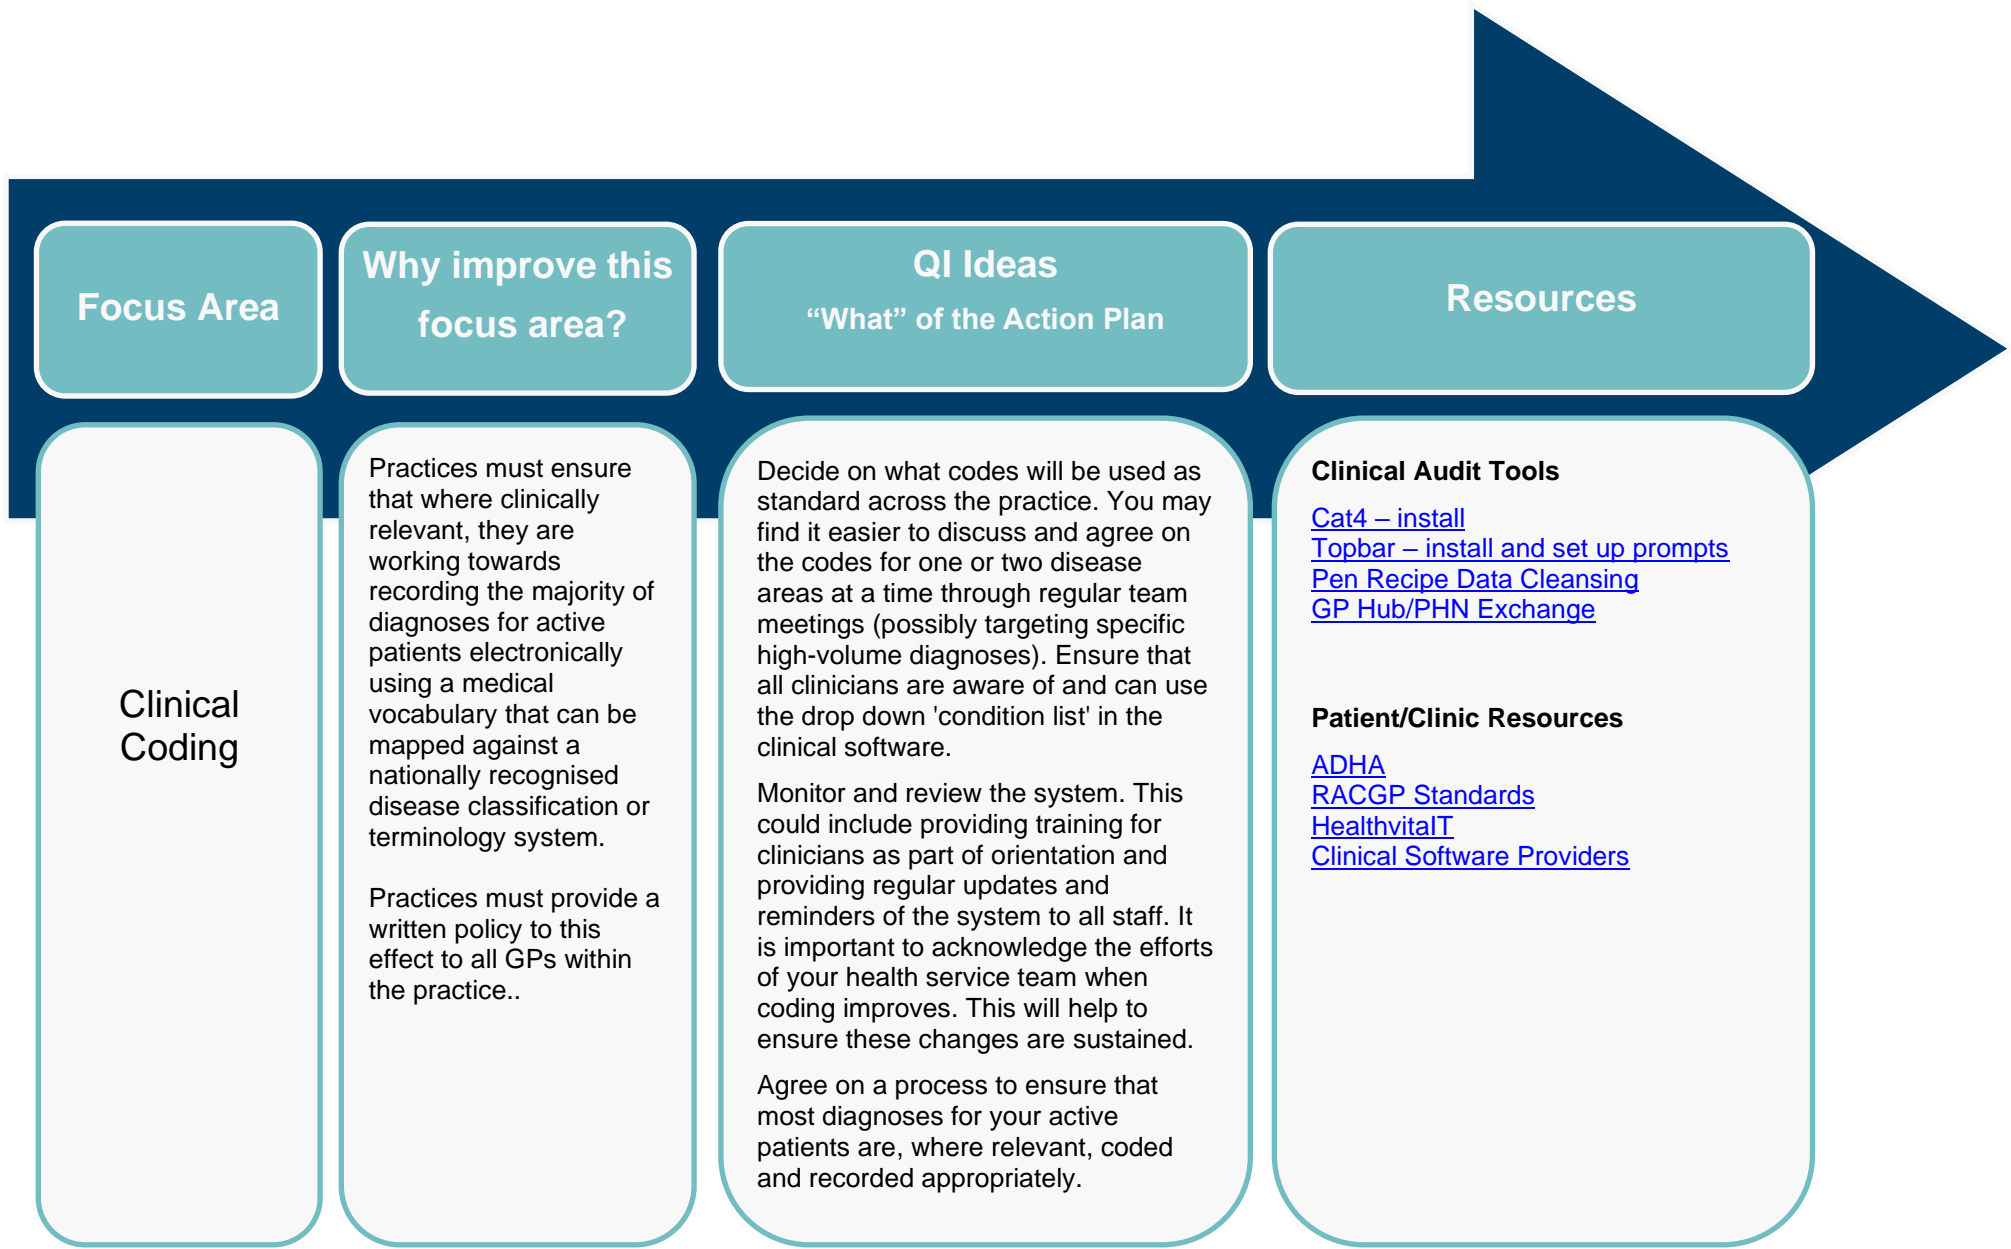 Focus Area
Why improve this
focus area?
QI Ideas
“What” of the Action Plan
Resources
Clinical
Coding
Practices must ensure
that where clinically
relevant, they are
working towards
recording the majority of
diagnoses for active
patients electronically
using a medical
vocabulary that can be
mapped against a
nationally recognised
disease classification or
terminology system.
Practices must provide a
written policy to this
effect to all GPs within
the practice..
Decide on what codes will be used as
standard across the practice. You may
find it easier to discuss and agree on
the codes for one or two disease
areas at a time through regular team
meetings (possibly targeting specific
high-volume diagnoses). Ensure that
all clinicians are aware of and can use
the drop down 'condition list' in the
clinical software.
Monitor and review the system. This
could include providing training for
clinicians as part of orientation and
providing regular updates and
reminders of the system to all staff. It
is important to acknowledge the efforts
of your health service team when
coding improves. This will help to
ensure these changes are sustained.
Agree on a process to ensure that
most diagnoses for your active
patients are, where relevant, coded
and recorded appropriately.
Clinical Audit Tools
Cat4 – install
Topbar – install and set up prompts
Pen Recipe Data Cleansing
GP Hub/PHN Exchange
Patient/Clinic Resources
ADHA
RACGP Standards
HealthvitaIT
Clinical Software Providers